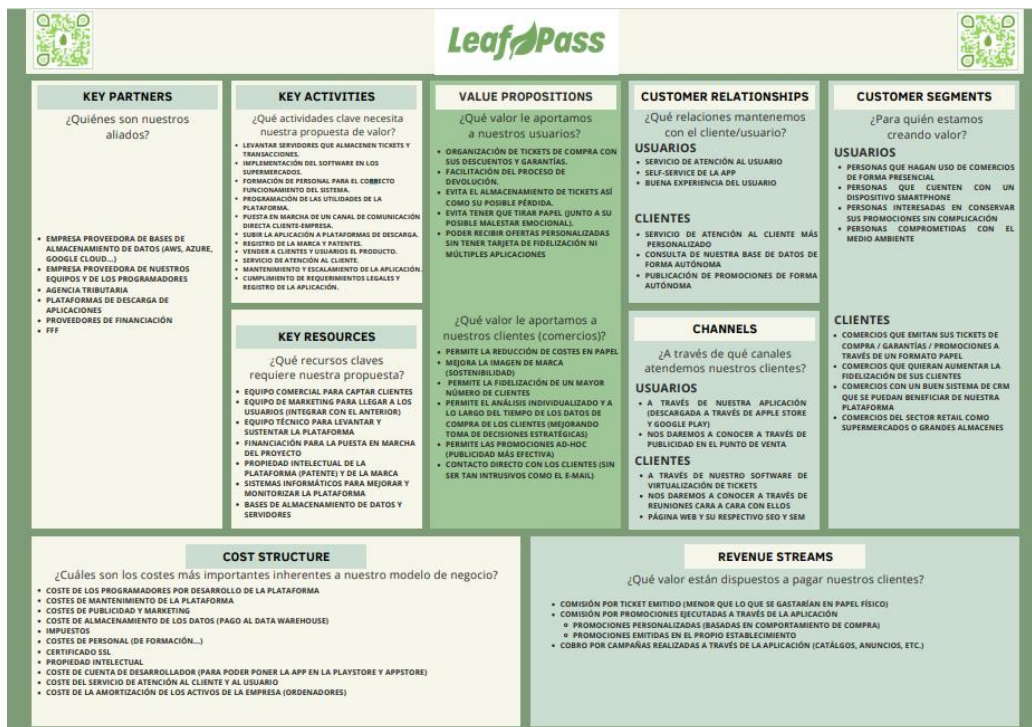 Leaf Pass
KEY PARTNERS
¿Quiénes son nuestros
aliados?
EMPRESA PROVEEDORA DE BASES DE
ALMACENAMIENTO DE DATOS (AWS, AZURE,
GOOGLE CLOUD...)
EMPRESA PROVEEDORA DE NUESTROS
EQUIPOS Y DE LOS PROGRAMADORES
AGENCIA TRIBUTARIA
PLATAFORMAS DE DESCARGA DE
APLICACIONES
PROVEEDORES DE FINANCIACIÓN
FFF
KEY ACTIVITIES
¿Qué actividades clave necesita
nuestra propuesta de valor?
LEVANTAR SERVIDORES QUE ALMACENEN TICKETS Y
TRANSACCIONES.
IMPLEMENTACIÓN DEL SOFTWARE EN LOS
SUPERMERCADOS.
FORMACIÓN DE PERSONAL PARA EL CORRECTO
FUNCIONAMIENTO DEL SISTEMA.
PROGRAMACIÓN DE LAS UTILIDADES DE LA
PLATAFORMA.
PUESTA EN MARCHA DE UN CANAL DE COMUNICACIÓN
DIRECTA CLIENTE-EMPRESA.
SUBIR LA APLICACIÓN A PLATAFORMAS DE DESCARGA.
REGISTRO DE LA MARCA Y PATENTES.
VENDER A CLIENTES Y USUARIOS EL PRODUCTO.
SERVICIO DE ATENCIÓN AL CLIENTE.
MANTENIMIENTO Y ESCALAMIENTO DE LA APLICACIÓN.
CUMPLIMIENTO DE REQUERIMIENTOS LEGALES Y
REGISTRO DE LA APLICACIÓN.
KEY RESOURCES
¿Qué recursos claves
requiere nuestra propuesta?
EQUIPO COMERCIAL PARA CAPTAR CLIENTES
EQUIPO DE MARKETING PARA LLEGAR A LOS
USUARIOS (INTEGRAR CON EL ANTERIOR)
EQUIPO TÉCNICO PARA LEVANTAR Y
SUSTENTAR LA PLATAFORMA
FINANCIACIÓN PARA LA PUESTA EN MARCHA
DEL PROYECTO
PROPIEDAD INTELECTUAL DE LA
PLATAFORMA (PATENTE) Y DE LA MARCA
SISTEMAS INFORMÁTICOS PARA MEJORAR Y
MONITORIZAR LA PLATAFORMA
BASES DE ALMACENAMIENTO DE DATOS Y
SERVIDORES
VALUE PROPOSITIONS
¿Qué valor le aportamos
a nuestros usuarios?
ORGANIZACIÓN DE TICKETS DE COMPRA CON
SUS DESCUENTOS Y GARANTÍAS.
FACILITACIÓN DEL PROCESO DE
DEVOLUCIÓN.
EVITA EL ALMACENAMIENTO DE TICKETS ASÍ
COMO SU POSIBLE PÉRDIDA.
EVITA TENER QUE TIRAR PAPEL (JUNTO A SU
POSIBLE MALESTAR EMOCIONAL).
PODER RECIBIR OFERTAS PERSONALIZADAS
SIN TENER TARJETA DE FIDELIZACIÓN NI
MÚLTIPLES APLICACIONES
¿Qué valor le aportamos a
nuestros clientes (comercios)?
PERMITE LA REDUCCIÓN DE COSTES EN PAPEL
MEJORA LA IMAGEN DE MARCA
(SOSTENIBILIDAD)
PERMITE LA FIDELIZACIÓN DE UN MAYOR
NÚMERO DE CLIENTES
PERMITE EL ANÁLISIS INDIVIDUALIZADO Y A
LO LARGO DEL TIEMPO DE LOS DATOS DE
COMPRA DE LOS CLIENTES (MEJORANDO
TOMA DE DECISIONES ESTRATÉGICAS)
PERMITE LAS PROMOCIONES AD-HOC
(PUBLICIDAD MÁS EFECTIVA)
CONTACTO DIRECTO CON LOS CLIENTES (SIN
SER TAN INTRUSIVOS COMO EL E-MAIL)
CUSTOMER RELATIONSHIPS
¿Qué relaciones mantenemos
con el cliente/usuario?
USUARIOS
SERVICIO DE ATENCIÓN AL USUARIO
SELF-SERVICE DE LA APP
BUENA EXPERIENCIA DEL USUARIO
CLIENTES
SERVICIO DE ATENCIÓN AL CLIENTE MÁS
PERSONALIZADO
CONSULTA DE NUESTRA BASE DE DATOS DE
FORMA AUTÓNOMA
PUBLICACIÓN DE PROMOCIONES DE FORMA
AUTÓNOMA
CHANNELS
¿A través de qué canales
atendemos nuestros clientes?
USUARIOS
A TRAVÉS DE NUESTRA APLICACIÓN
(DESCARGADA A TRAVÉS DE APPLE STORE
Y GOOGLE PLAY)
NOS DAREMOS A CONOCER A TRAVÉS DE
PUBLICIDAD EN EL PUNTO DE VENTA
CLIENTES
A TRAVÉS DE NUESTRO SOFTWARE DE
VIRTUALIZACIÓN DE TICKETS
NOS DAREMOS A CONOCER A TRAVÉS DE
REUNIONES CARA A CARA CON ELLOS
PÁGINA WEB Y SU RESPECTIVO SEO Y SEM
CUSTOMER SEGMENTS
¿Para quién estamos
creando valor?
USUARIOS
PERSONAS QUE HAGAN USO DE COMERCIOS
DE FORMA PRESENCIAL
PERSONAS QUE CUENTEN CON UN
DISPOSITIVO SMARTPHONE
PERSONAS INTERESADAS EN CONSERVAR
SUS PROMOCIONES SIN COMPLICACIÓN
PERSONAS COMPROMETIDAS CON EL
MEDIO AMBIENTE
CLIENTES
COMERCIOS QUE EMITAN SUS TICKETS DE
COMPRA / GARANTÍAS / PROMOCIONES A
TRAVÉS DE UN FORMATO PAPEL
COMERCIOS QUE QUIERAN AUMENTAR LA
FIDELIZACIÓN DE SUS CLIENTES
COMERCIOS CON UN BUEN SISTEMA DE CRM
QUE SE PUEDAN BENEFICIAR DE NUESTRA
PLATAFORMA
COMERCIOS DEL SECTOR RETAIL COMO
SUPERMERCADOS O GRANDES ALMACENES
COST STRUCTURE
¿Cuáles son los costes más importantes inherentes a nuestro modelo de negocio?
COSTE DE LOS PROGRAMADORES POR DESARROLLO DE LA PLATAFORMA
COSTES DE MANTENIMIENTO DE LA PLATAFORMA
COSTES DE PUBLICIDAD Y MARKETING
COSTE DE ALMACENAMIENTO DE LOS DATOS (PAGO AL DATA WAREHOUSE)
IMPUESTOS
COSTES DE PERSONAL (DE FORMACIÓN...)
CERTIFICADO SSL
PROPIEDAD INTELECTUAL
COSTE DE CUENTA DE DESARROLLADOR (PARA PODER PONER LA APP EN LA PLAYSTORE Y APPSTORE)
COSTE DEL SERVICIO DE ATENCIÓN AL CLIENTE Y AL USUARIO
COSTE DE LA AMORTIZACIÓN DE LOS ACTIVOS DE LA EMPRESA (ORDENADORES)
REVENUE STREAMS
¿Qué valor están dispuestos a pagar nuestros clientes?
COMISIÓN POR TICKET EMITIDO (MENOR QUE LO QUE SE GASTARÍAN EN PAPEL FÍSICO)
COMISIÓN POR PROMOCIONES EJECUTADAS A TRAVÉS DE LA APLICACIÓN
PROMOCIONES PERSONALIZADAS (BASADAS EN COMPORTAMIENTO DE COMPRA)
PROMOCIONES EMITIDAS EN EL PROPIO ESTABLECIMIENTO
COBRO POR CAMPAÑAS REALIZADAS A TRAVÉS DE LA APLICACIÓN (CATÁLGOS, ANUNCIOS, ETC.)